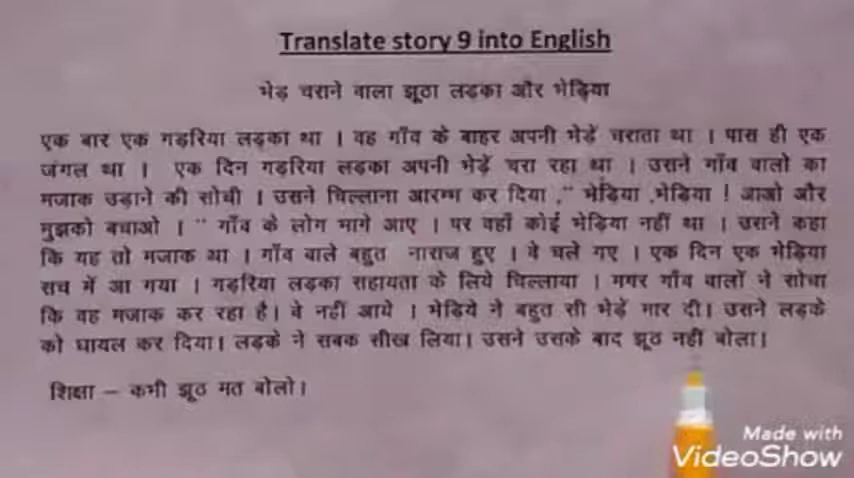 Translate story 9 into English
भेड़ चराने वाला झूठा लड़का और भेड़िया
एक बार एक गड़रिया लड़का था । वह गाँव के बाहर अपनी भेड़ें चराता था । पास ही एक
जंगल था । एक दिन गड़रिया लड़का अपनी भेड़ें चरा रहा था । उसने गाँव वालो का
मजाक उड़ाने की सोची । उसने चिल्लाना आरम्भ कर दिया ," भेड़िया ,भेड़िया ! आओ और
मुझको बचाओ । " गाँव के लोग भागे आए । पर वहाँ कोई भेड़िया नहीं था । उसने कहा
कि यह तो मजाक था । गाँव वाले बहुत नाराज हुए । वे चले गए । एक दिन एक भेड़िया
सच में आ गया । गड़रिया लड़का सहायता के लिये चिल्लाया । मगर गाँव वालों ने सोचा
कि वह मजाक कर रहा है। वे नहीं आये । भेड़िये ने बहुत सी भेड़ें मार दी। उसने लड़के
को घायल कर दिया। लड़के ने सबक सीख लिया। उसने उसके बाद झूठ नहीं बोला।
शिक्षा – कभी झूठ मत बोलो।
Made with
VideoShow